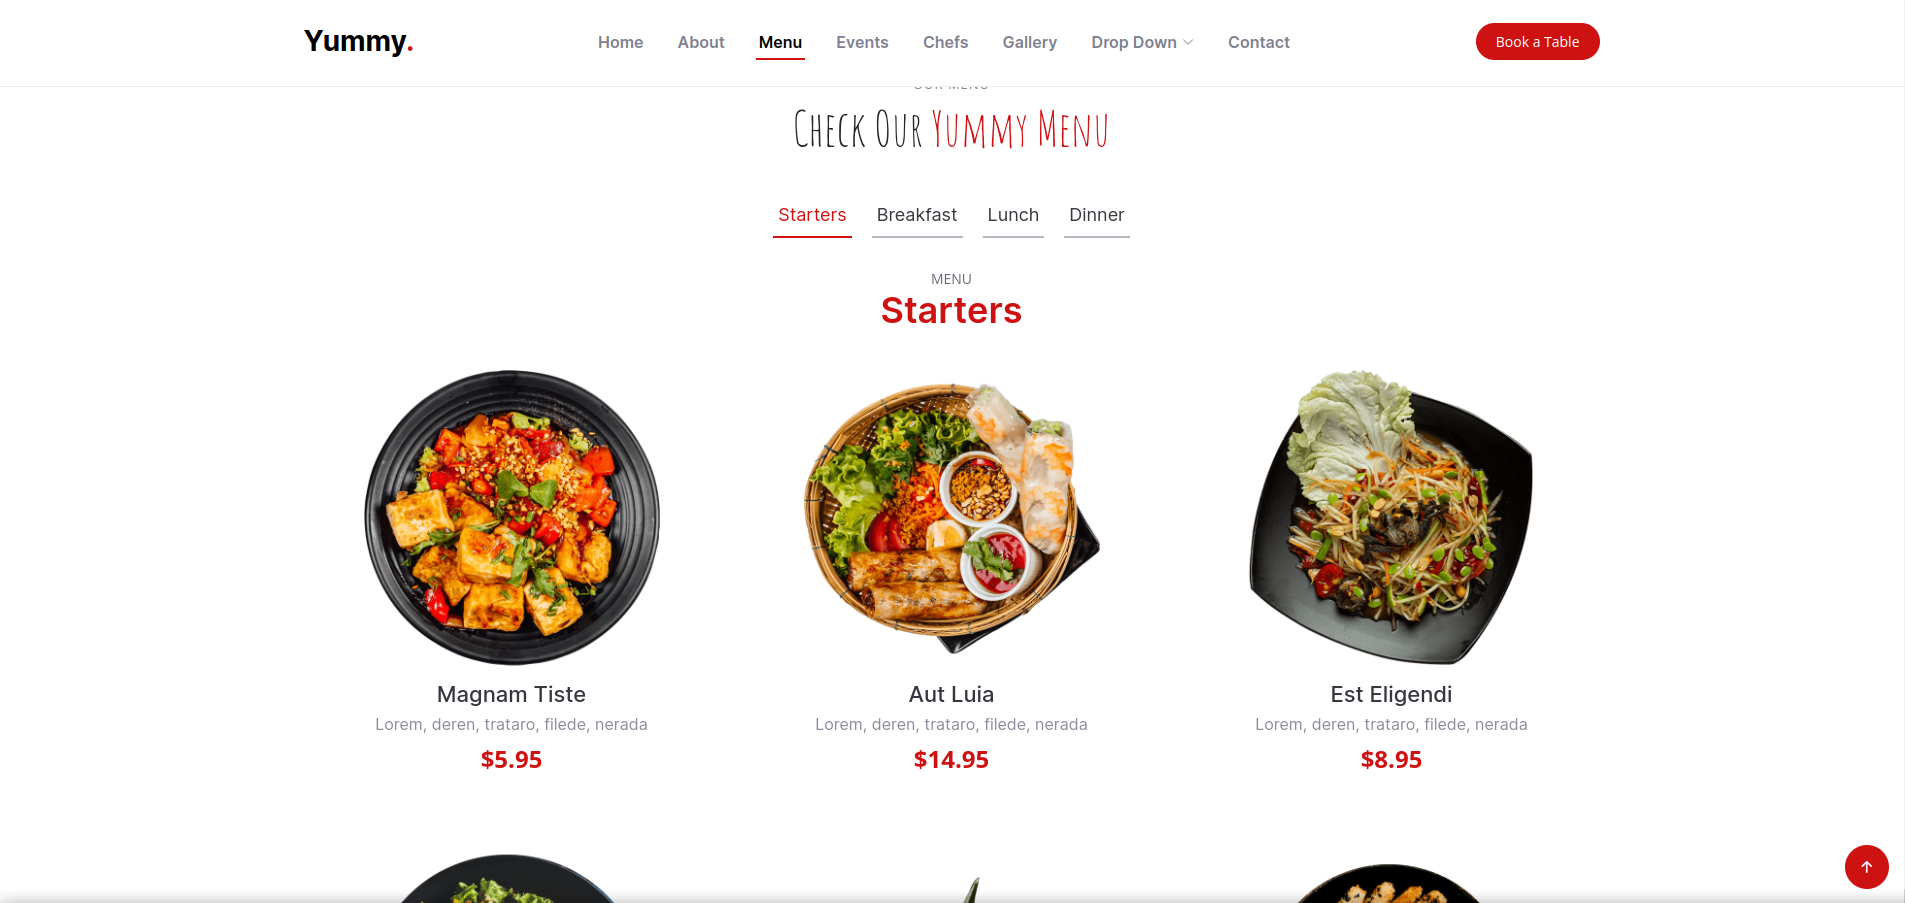 Yummy.
Home About Menu Events Chefs Gallery Drop Down Contact
Book a Table
OUR MENU
Check Our Yummy Menu
Starters Breakfast Lunch Dinner
MENU
Starters
Magnam Tiste
Lorem, deren, trataro, filede, nerada
$5.95
Aut Luia
Lorem, deren, trataro, filede, nerada
$14.95
Est Eligendi
Lorem, deren, trataro, filede, nerada
$8.95